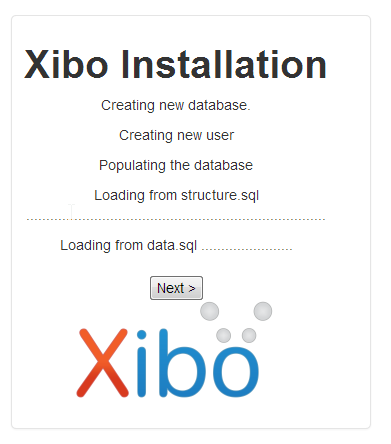 Xibo Installation
Creating new database.
Creating new user
Populating the database
Loading from structure.sql
...........................................................................
Loading from data.sql .......................
Next >
Xibo